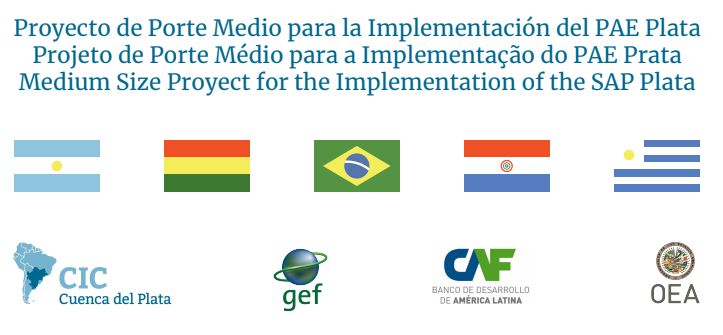 Proyecto de Porte Medio para la Implementación del PAE Plata
Projeto de Porte Médio para a Implementação do PAE Prata
Medium Size Proyect for the Implementation of the SAP Plata
CIC
Cuenca del Plata
gef
CAF
BANCO DE DESARROLLO
DE AMÉRICA LATINA
OEA